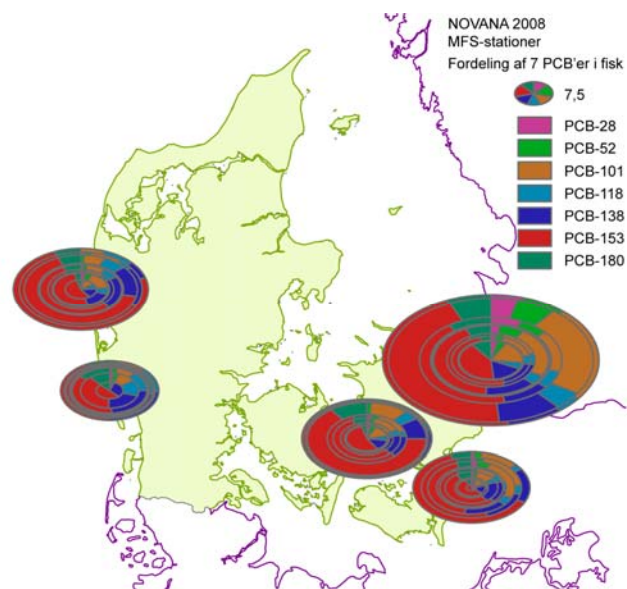 NOVANA 2008
MFS-stationer
Fordeling af 7 PCB'er i fisk
7,5
PCB-28
PCB-52
PCB-101
PCB-118
PCB-138
PCB-153
PCB-180